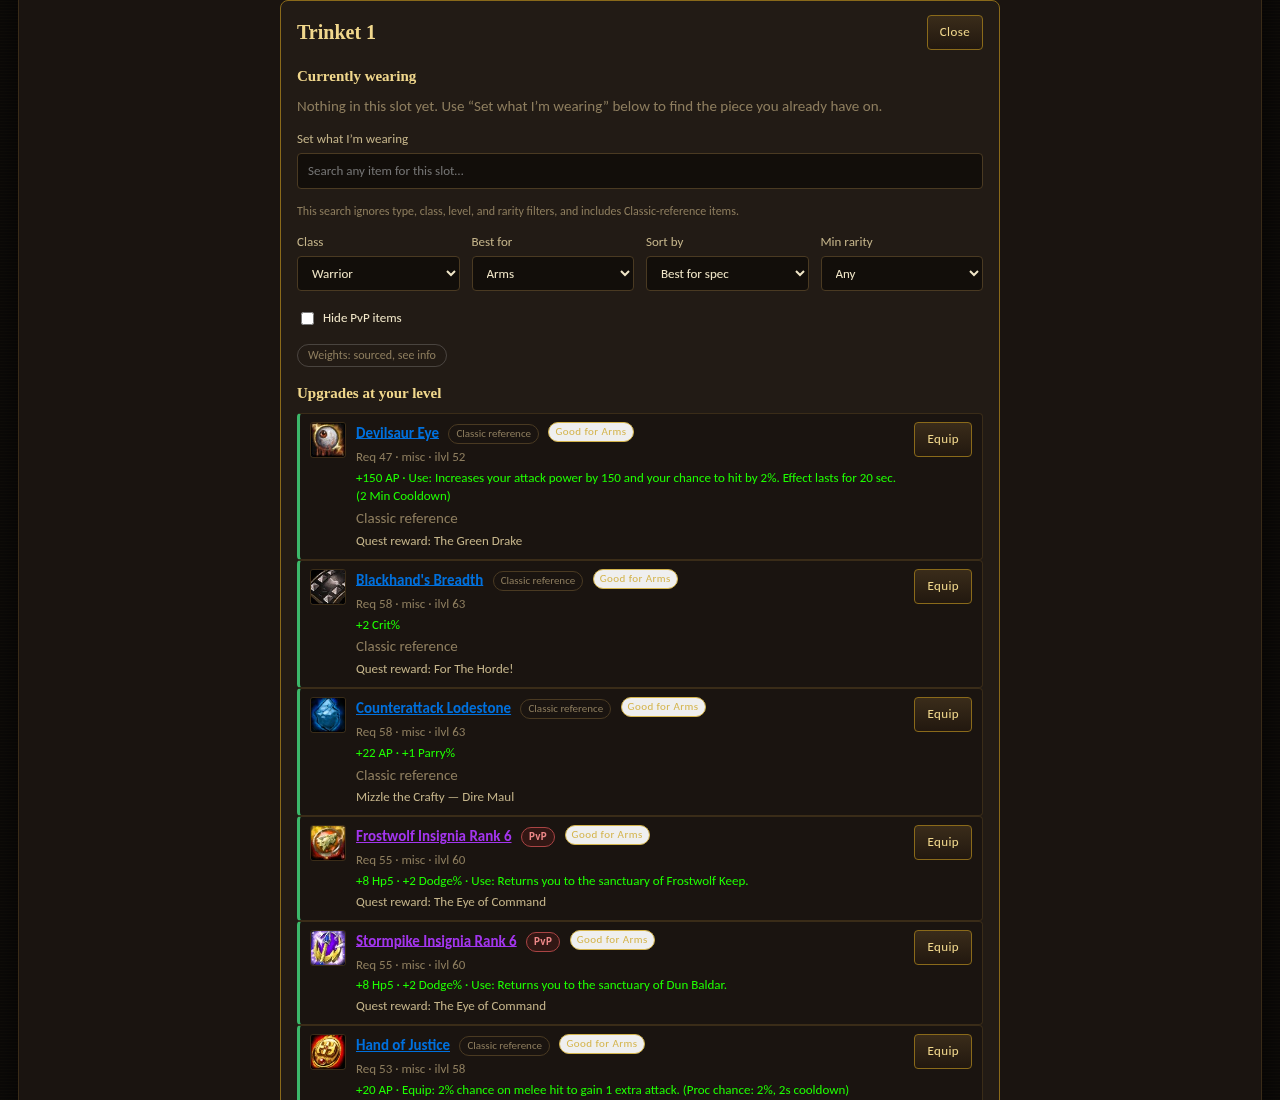 Trinket 1
Close
Currently wearing
Nothing in this slot yet. Use “Set what I'm wearing” below to find the piece you already have on.
Set what I'm wearing
Search any item for this slot...
This search ignores type, class, level, and rarity filters, and includes Classic-reference items.
Class Best for Sort by Min rarity
Warrior Arms Best for spec Any
Hide PvP items
Weights: sourced, see info
Upgrades at your level
Devilsaur Eye Classic reference Good for Arms Equip
Req 47 · misc · ilvl 52
+150 AP · Use: Increases your attack power by 150 and your chance to hit by 2%. Effect lasts for 20 sec.
(2 Min Cooldown)
Classic reference
Quest reward: The Green Drake
Blackhand's Breadth Classic reference Good for Arms Equip
Req 58 · misc · ilvl 63
+2 Crit%
Classic reference
Quest reward: For The Horde!
Counterattack Lodestone Classic reference Good for Arms Equip
Req 58 · misc · ilvl 63
+22 AP · +1 Parry%
Classic reference
Mizzle the Crafty — Dire Maul
Frostwolf Insignia Rank 6 PvP Good for Arms Equip
Req 55 · misc · ilvl 60
+8 Hp5 · +2 Dodge% · Use: Returns you to the sanctuary of Frostwolf Keep.
Quest reward: The Eye of Command
Stormpike Insignia Rank 6 PvP Good for Arms Equip
Req 55 · misc · ilvl 60
+8 Hp5 · +2 Dodge% · Use: Returns you to the sanctuary of Dun Baldar.
Quest reward: The Eye of Command
Hand of Justice Classic reference Good for Arms Equip
Req 53 · misc · ilvl 58
+20 AP · Equip: 2% chance on melee hit to gain 1 extra attack. (Proc chance: 2%, 2s cooldown)